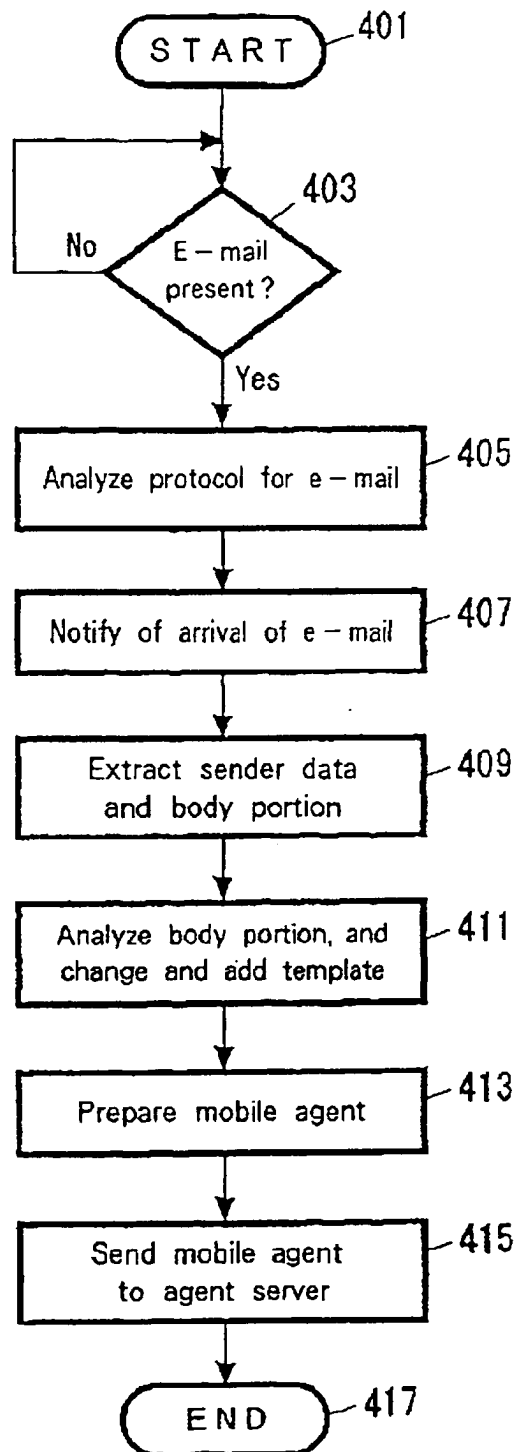 START
401
403
E-mail
present?
No
Yes
Analyze protocol for e-mail
405
Notify of arrival of e-mail
407
Extract sender data
and body portion
409
Analyze body portion, and
change and add template
411
Prepare mobile agent
413
Send mobile agent
to agent server
415
END
417